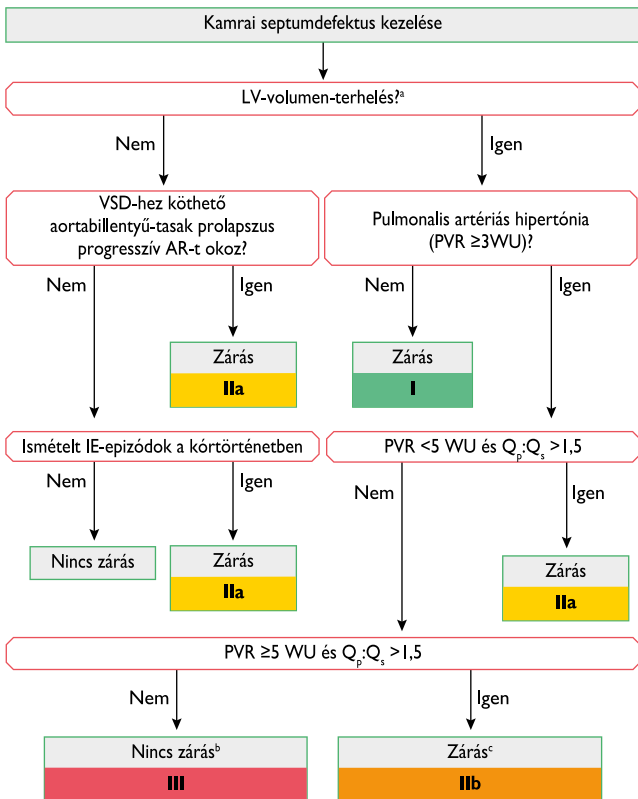 Kamrai septumdefektus kezelése
LV-volumen-terhelés?ᵃ
Nem
Igen
VSD-hez köthető
aortabillentyű-tasak prolapszus
progresszív AR-t okoz?
Pulmonalis artériás hipertónia
(PVR ≥3WU)?
Nem
Igen
Nem
Igen
Zárás
IIa
Zárás
I
Ismételt IE-epizódok a kórtörténetben
PVR <5 WU és Qₚ:Qₛ >1,5
Nem
Igen
Nem
Igen
Nincs zárás
Zárás
IIa
Zárás
IIa
PVR ≥5 WU és Qₚ:Qₛ >1,5
Nem
Igen
Nincs zárásᵇ
III
Zárásᶜ
IIb